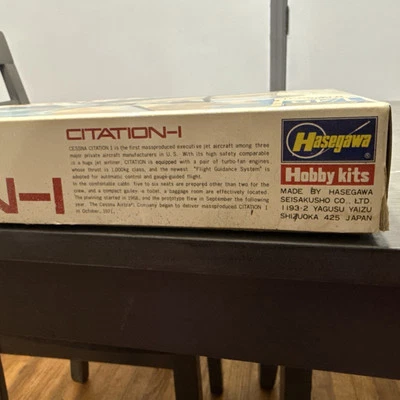 CITATION-I
CESSNA CITATION I is the first massproduced executive jet aircraft among three
major private aircraft manufacturers in U. S. With its high safety comparable
to a huge jet airliner, CITATION is equipped with a pair of turbo-fan engines
whose thrust is 1,000kg class, and the newest "Flight Guidance System" is
adopted for automatic control and gauge-guided flight.
In the comfortable cabin five to six seats are prepared other than two for the
crew, and a compact galley is toilet, a baggage room are effectively located.
The planning started in 1968, and the prototype flew in September the following
year. The Cessna Company began to deliver massproduced CITATION I
in October, 1971.
N-I
Hasegawa
Hobby kits
MADE BY HASEGAWA
SEISAKUSHO CO., LTD.
1193-2 YAGUSU YAIZU
SHIZUOKA 425 JAPAN